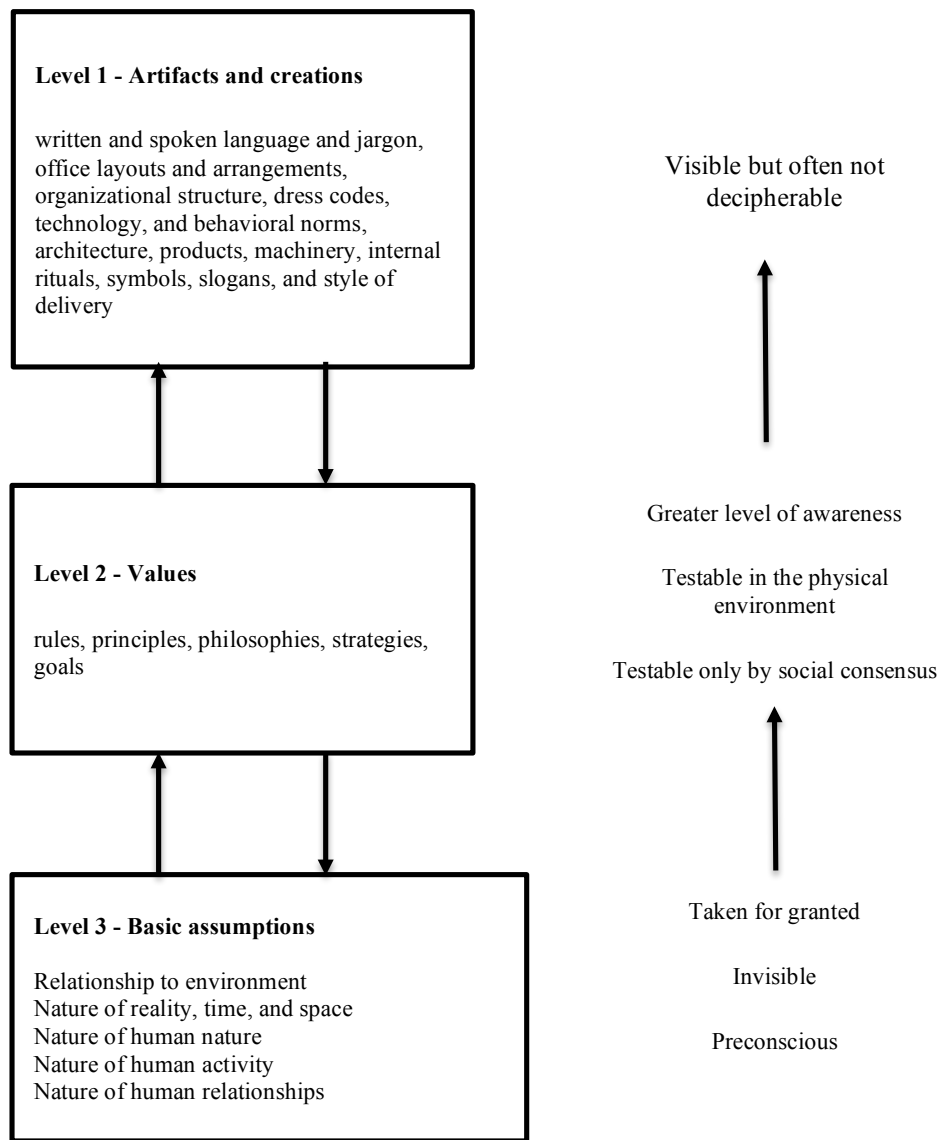 Level 1 - Artifacts and creations
written and spoken language and jargon,
office layouts and arrangements,
organizational structure, dress codes,
technology, and behavioral norms,
architecture, products, machinery, internal
rituals, symbols, slogans, and style of
delivery
Visible but often not
decipherable
Level 2 - Values
rules, principles, philosophies, strategies,
goals
Greater level of awareness
Testable in the physical
environment
Testable only by social consensus
Level 3 - Basic assumptions
Relationship to environment
Nature of reality, time, and space
Nature of human nature
Nature of human activity
Nature of human relationships
Taken for granted
Invisible
Preconscious